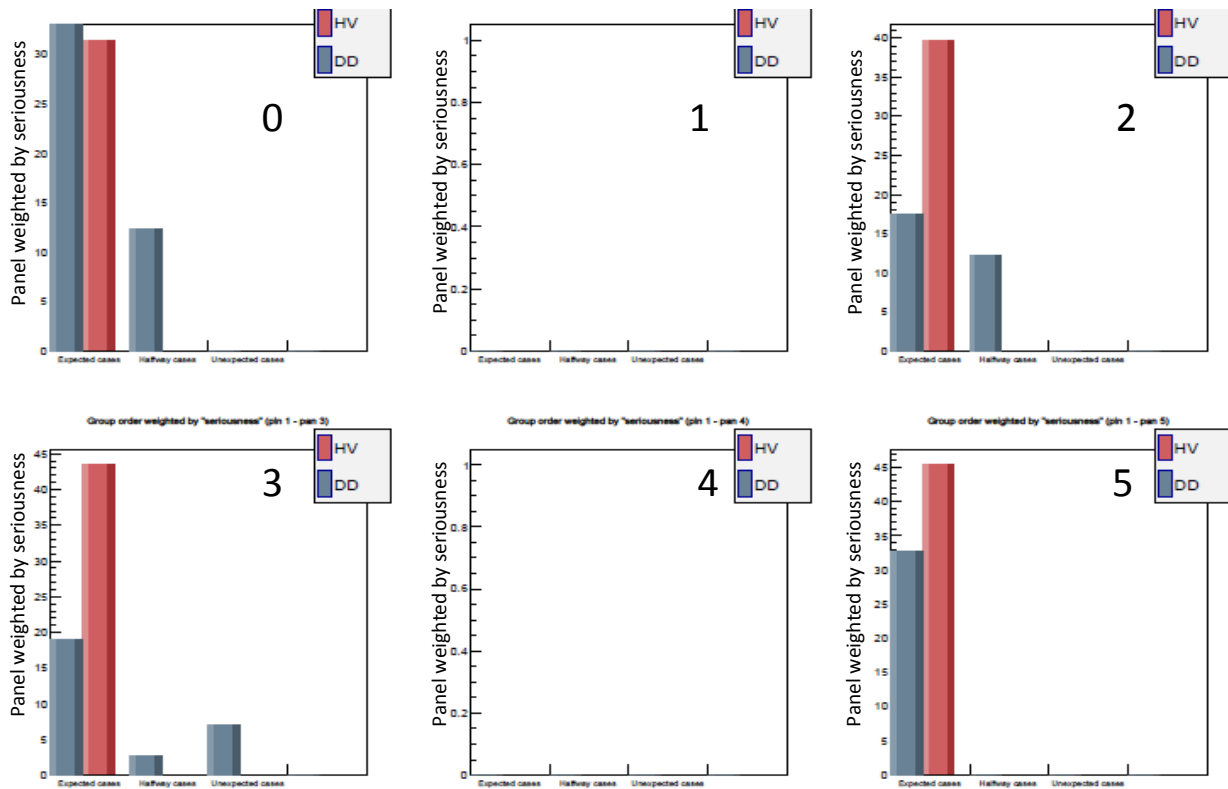 HV
DD
0
Panel weighted by seriousness
30
25
20
15
10
5
0
Expected cases Halfway cases Unexpected cases
HV
DD
1
Panel weighted by seriousness
1
0.8
0.6
0.4
0.2
0
Expected cases Halfway cases Unexpected cases
HV
DD
2
Panel weighted by seriousness
40
35
30
25
20
15
10
5
0
Expected cases Halfway cases Unexpected cases
Group order weighted by "seriousness" (pln 1 - pan 3)
HV
DD
3
Panel weighted by seriousness
45
40
35
30
25
20
15
10
5
0
Expected cases Halfway cases Unexpected cases
Group order weighted by "seriousness" (pln 1 - pan 4)
HV
DD
4
Panel weighted by seriousness
1
0.8
0.6
0.4
0.2
0
Expected cases Halfway cases Unexpected cases
Group order weighted by "seriousness" (pln 1 - pan 5)
HV
DD
5
Panel weighted by seriousness
45
40
35
30
25
20
15
10
5
0
Expected cases Halfway cases Unexpected cases